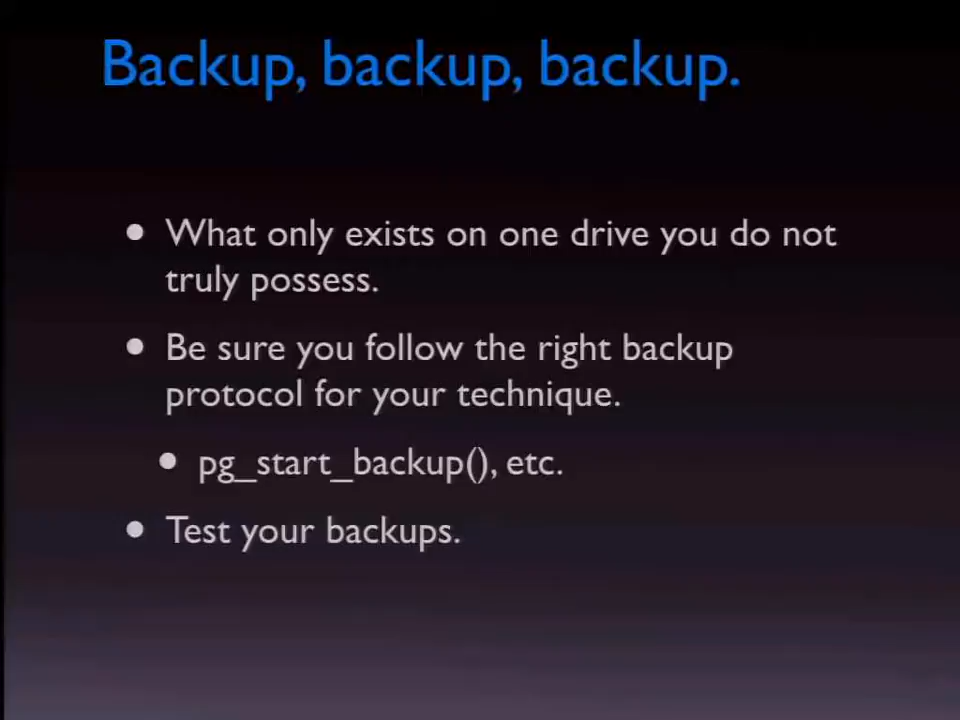 Backup, backup, backup.
• What only exists on one drive you do not
truly possess.
• Be sure you follow the right backup
protocol for your technique.
• pg_start_backup(), etc.
• Test your backups.